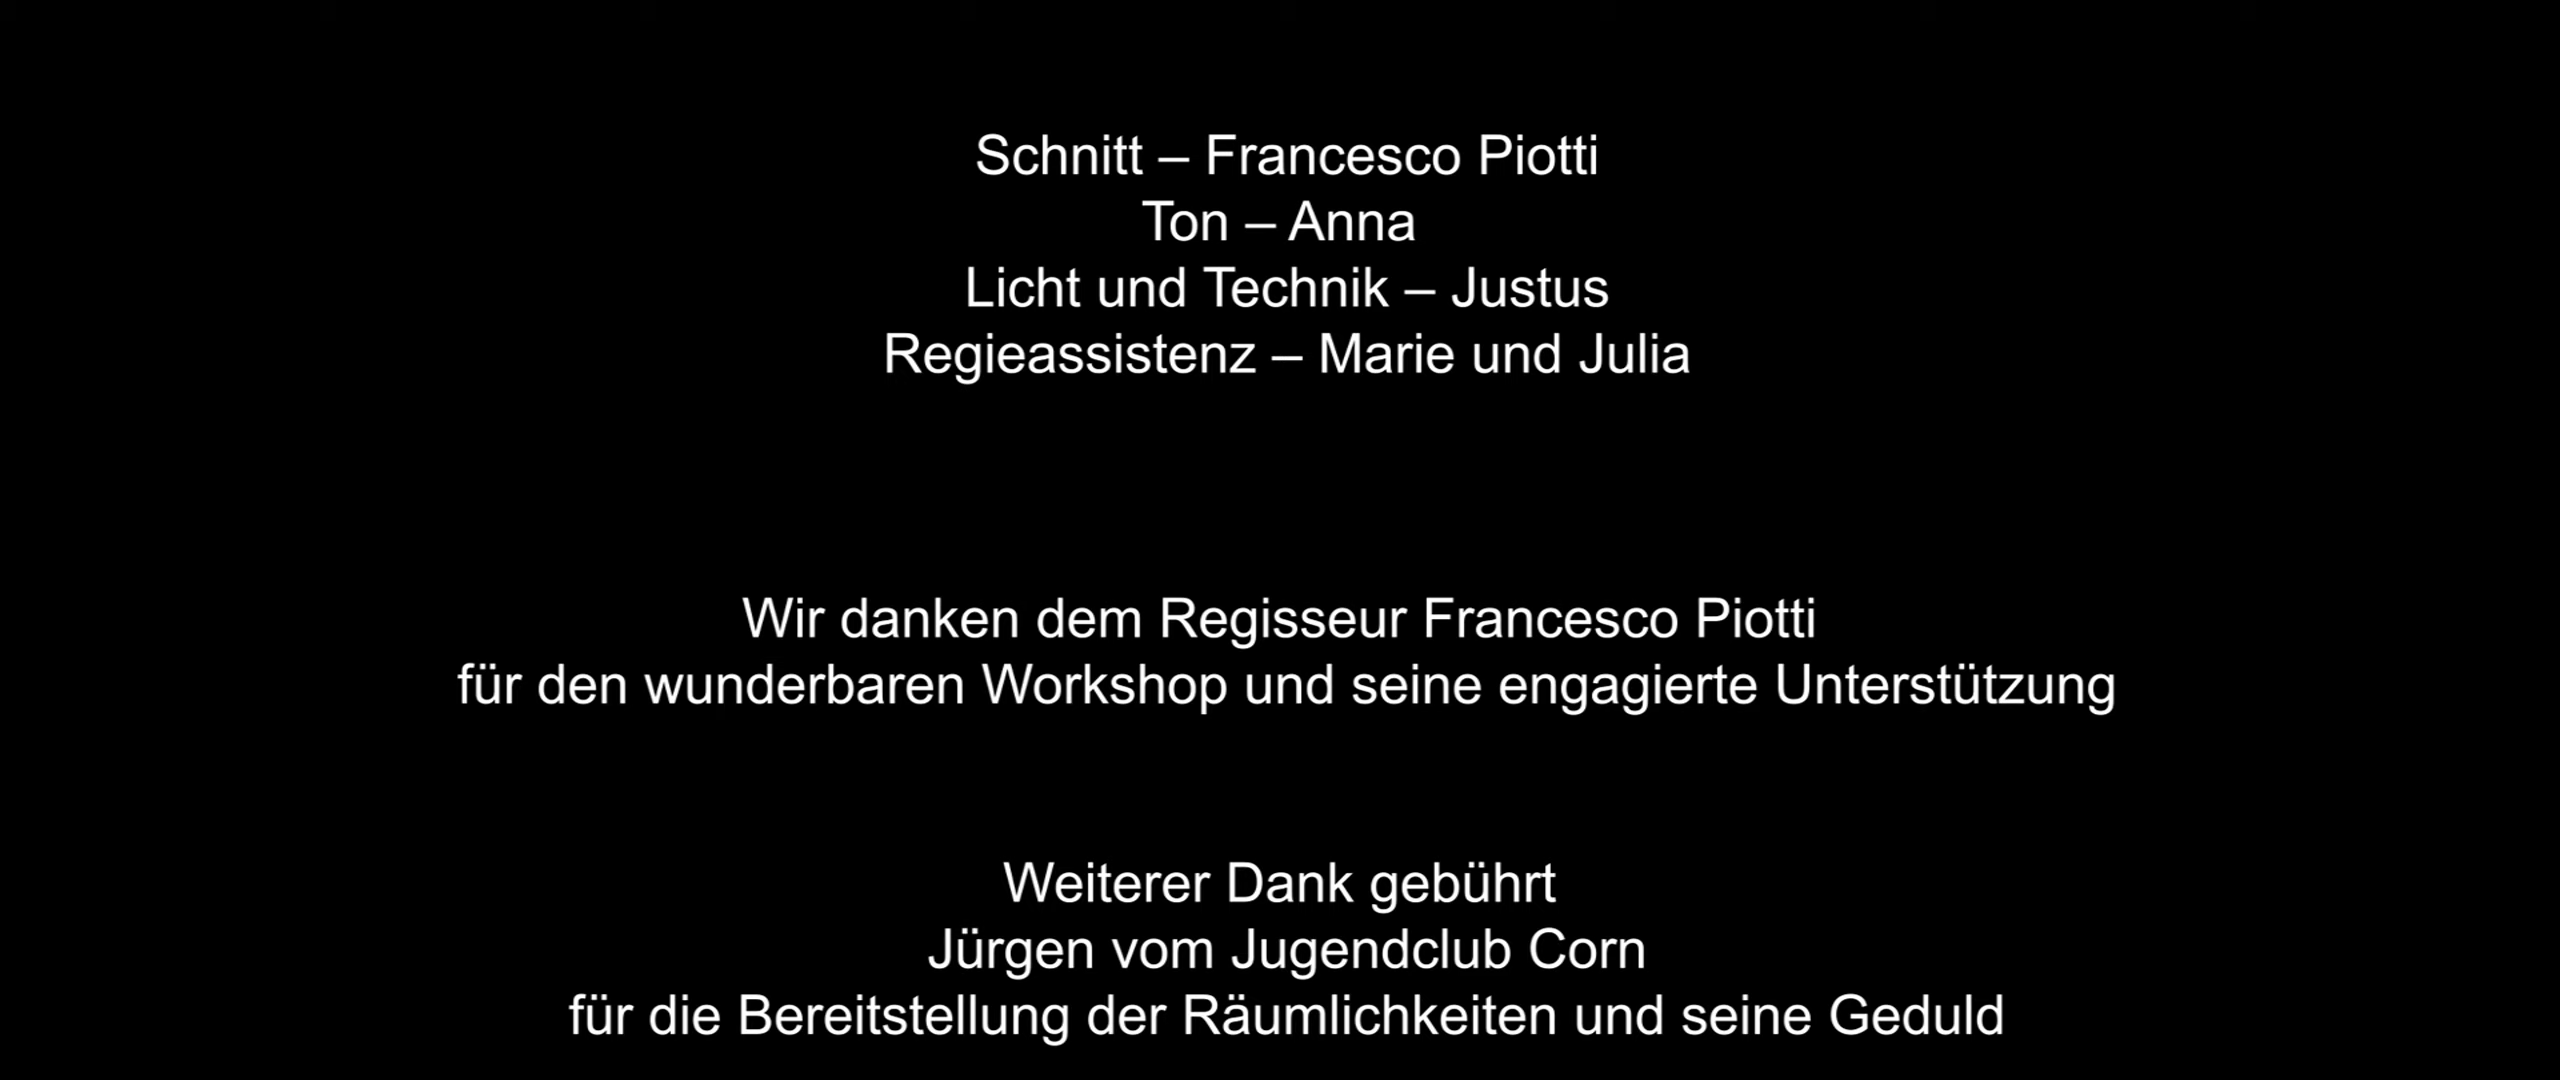 Schnitt – Francesco Piotti
Ton – Anna
Licht und Technik – Justus
Regieassistenz – Marie und Julia
Wir danken dem Regisseur Francesco Piotti
für den wunderbaren Workshop und seine engagierte Unterstützung
Weiterer Dank gebührt
Jürgen vom Jugendclub Corn
für die Bereitstellung der Räumlichkeiten und seine Geduld